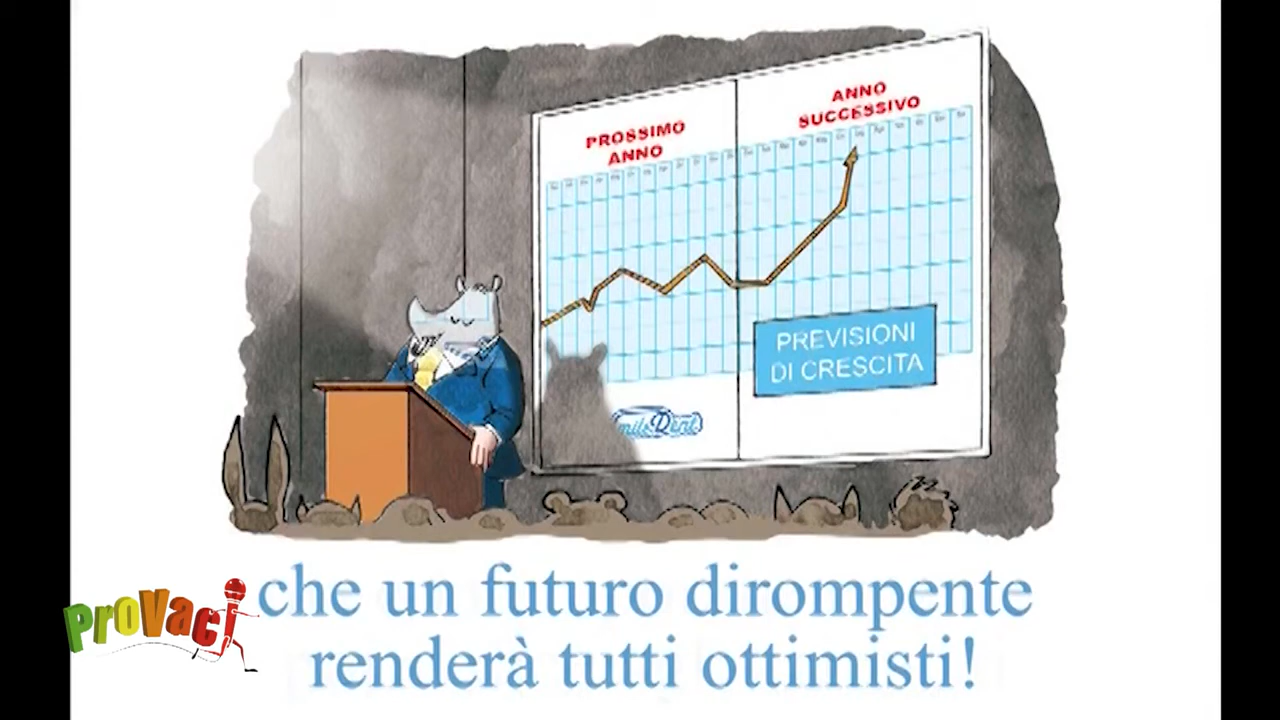 PROSSIMO
ANNO
ANNO
SUCCESSIVO
PREVISIONI
DI CRESCITA
che un futuro dirompente
renderà tutti ottimisti!
ProVaci